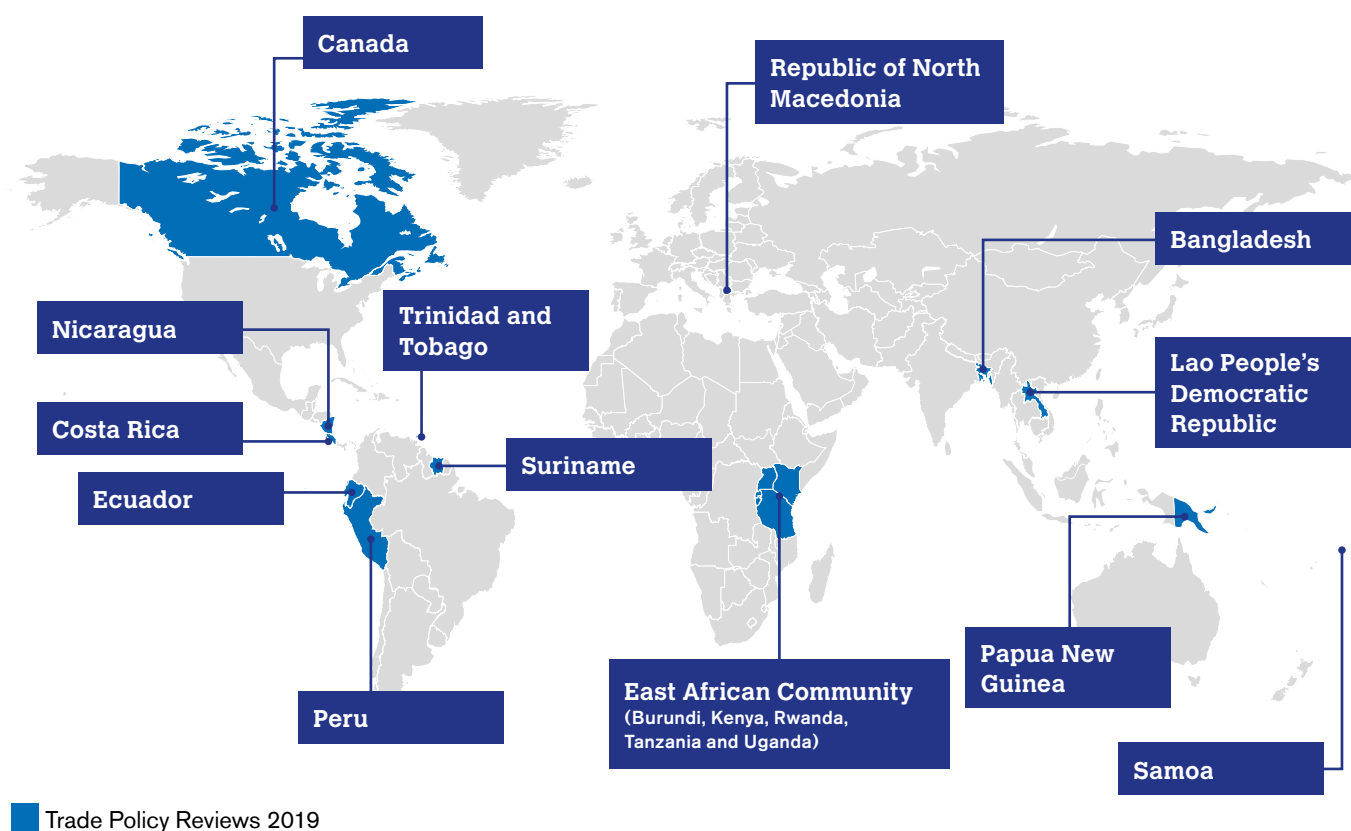 Canada
Republic of North
Macedonia
Bangladesh
Nicaragua
Trinidad and
Tobago
Lao People’s
Democratic
Republic
Costa Rica
Suriname
Ecuador
Papua New
Guinea
East African Community
(Burundi, Kenya, Rwanda,
Tanzania and Uganda)
Peru
Samoa
Trade Policy Reviews 2019